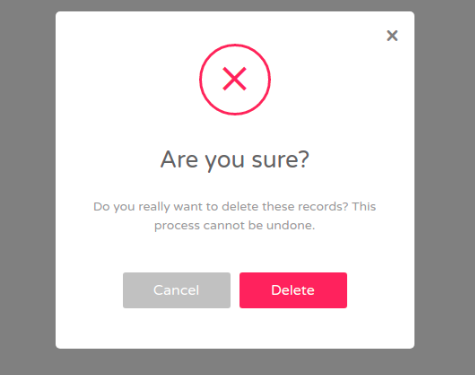 Are you sure?
Do you really want to delete these records? This
process cannot be undone.
Cancel Delete